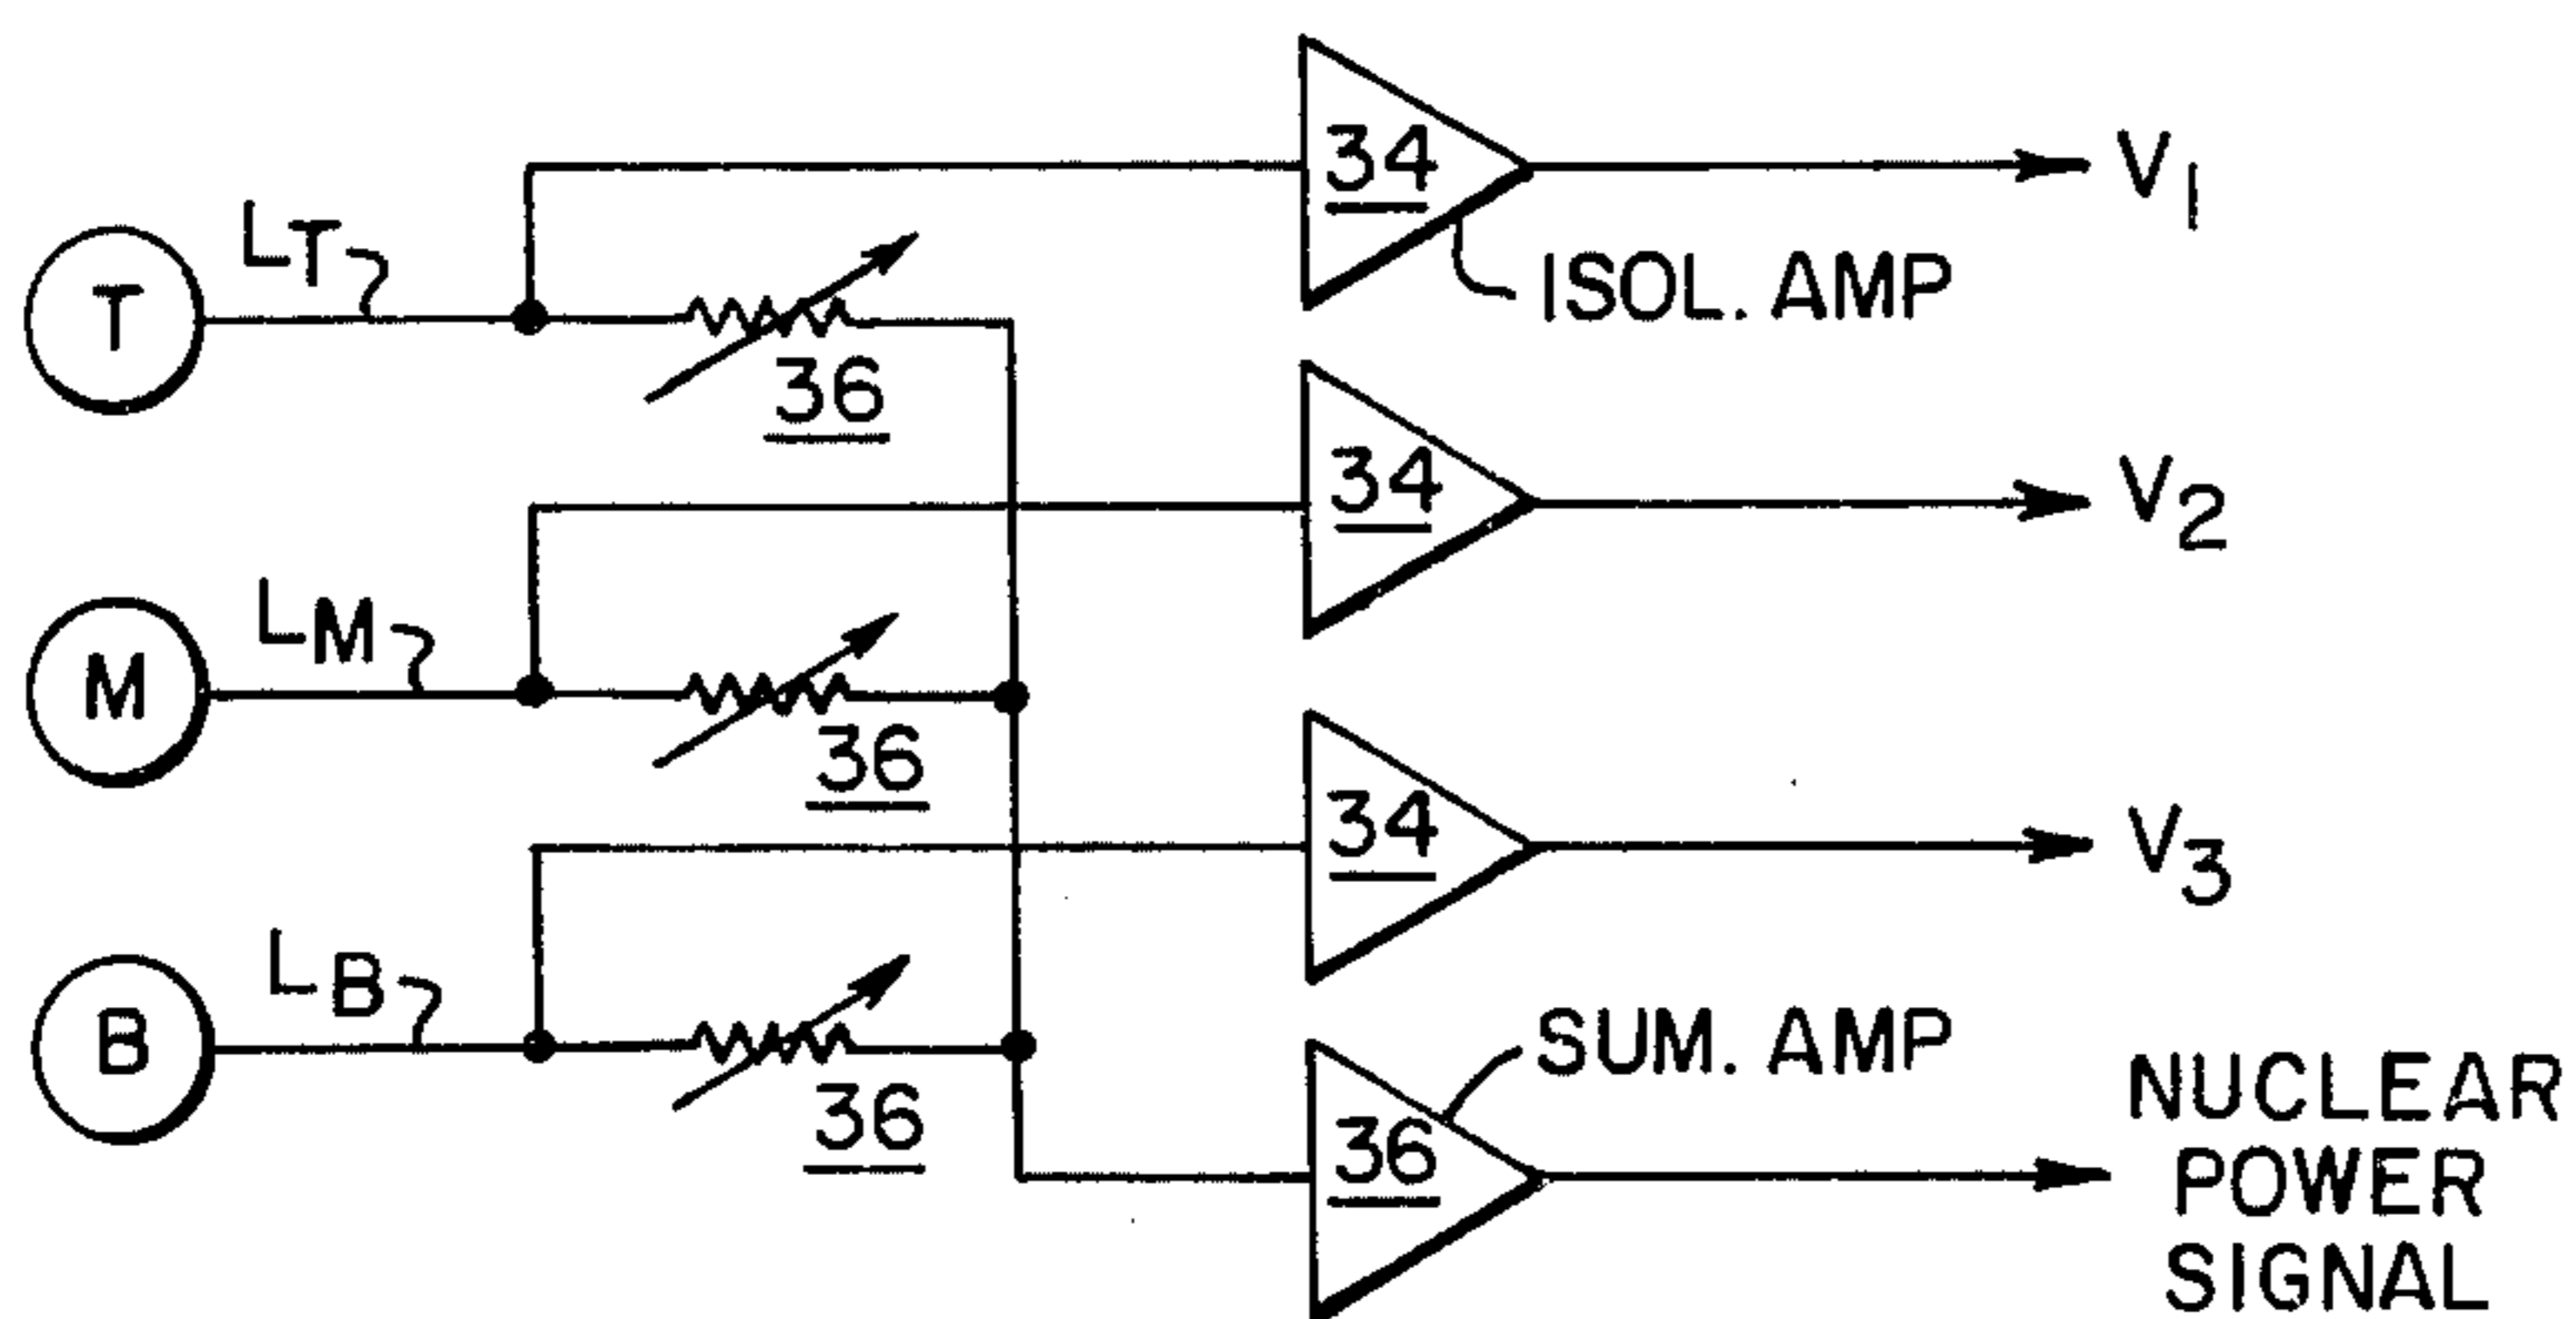 34
V1
LT
T
ISOL. AMP
36
34
V2
LM
M
36
34
V3
LB
B
SUM. AMP
36
36
NUCLEAR
POWER
SIGNAL